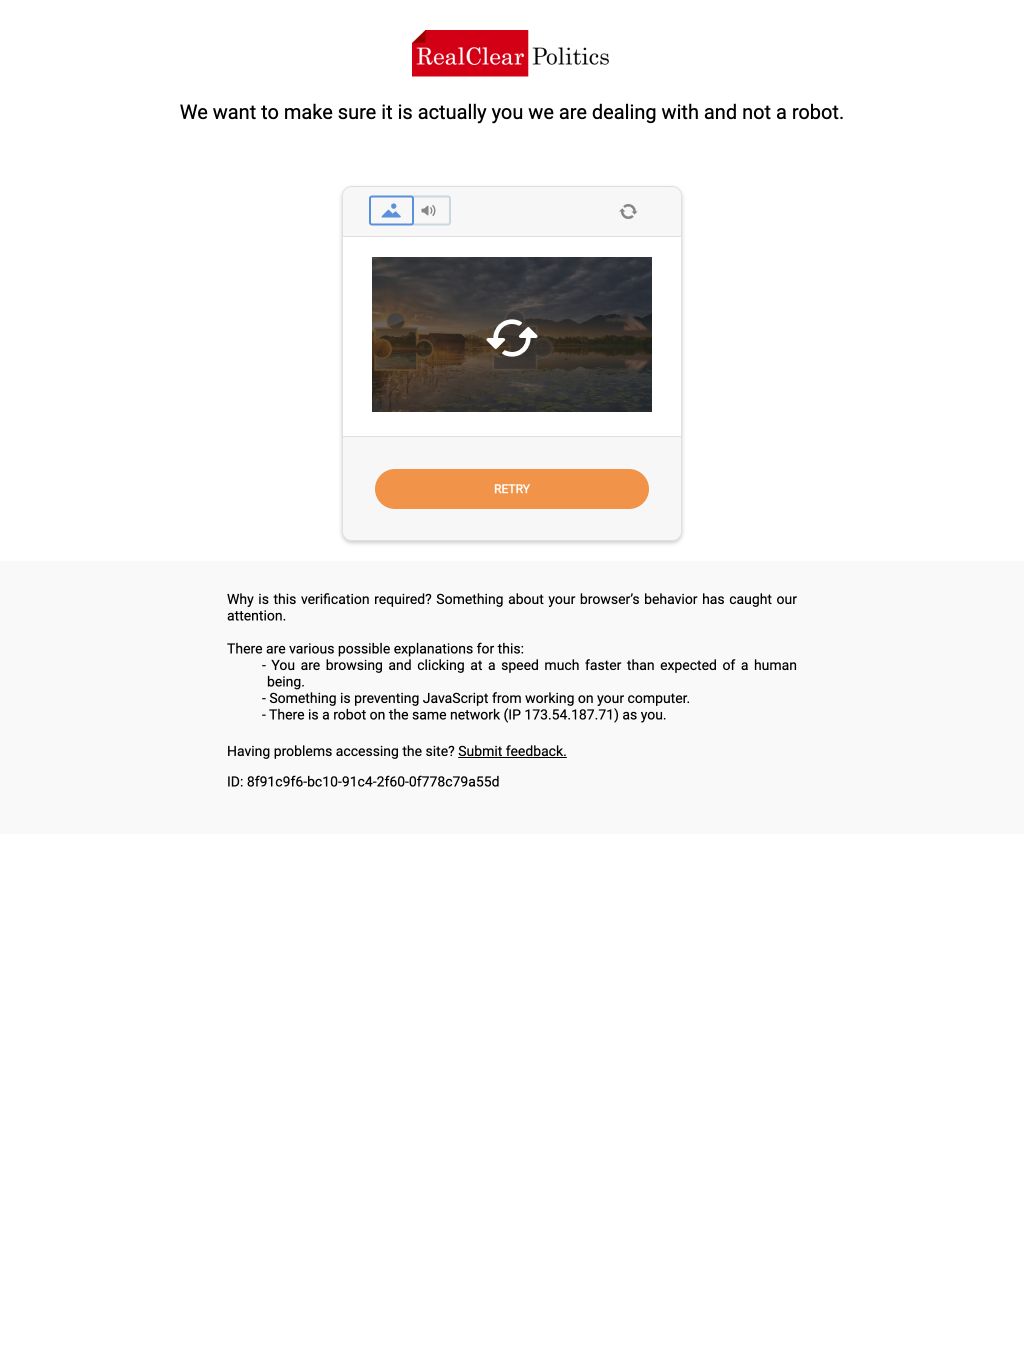 RealClear Politics
We want to make sure it is actually you we are dealing with and not a robot.
RETRY
Why is this verification required? Something about your browser’s behavior has caught our
attention.
There are various possible explanations for this:
- You are browsing and clicking at a speed much faster than expected of a human
being.
- Something is preventing JavaScript from working on your computer.
- There is a robot on the same network (IP 173.54.187.71) as you.
Having problems accessing the site? Submit feedback.
ID: 8f91c9f6-bc10-91c4-2f60-0f778c79a55d